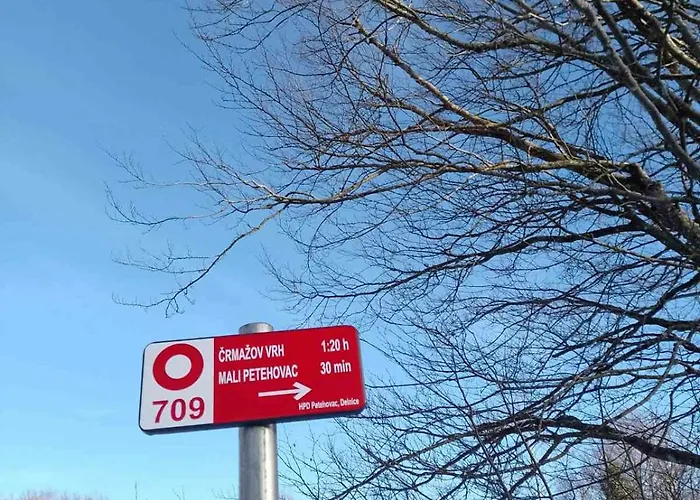 ČRMAŽOV VRH 1:20 h
MALI PETEHOVAC 30 min
709
HPD Petehovac, Delnice